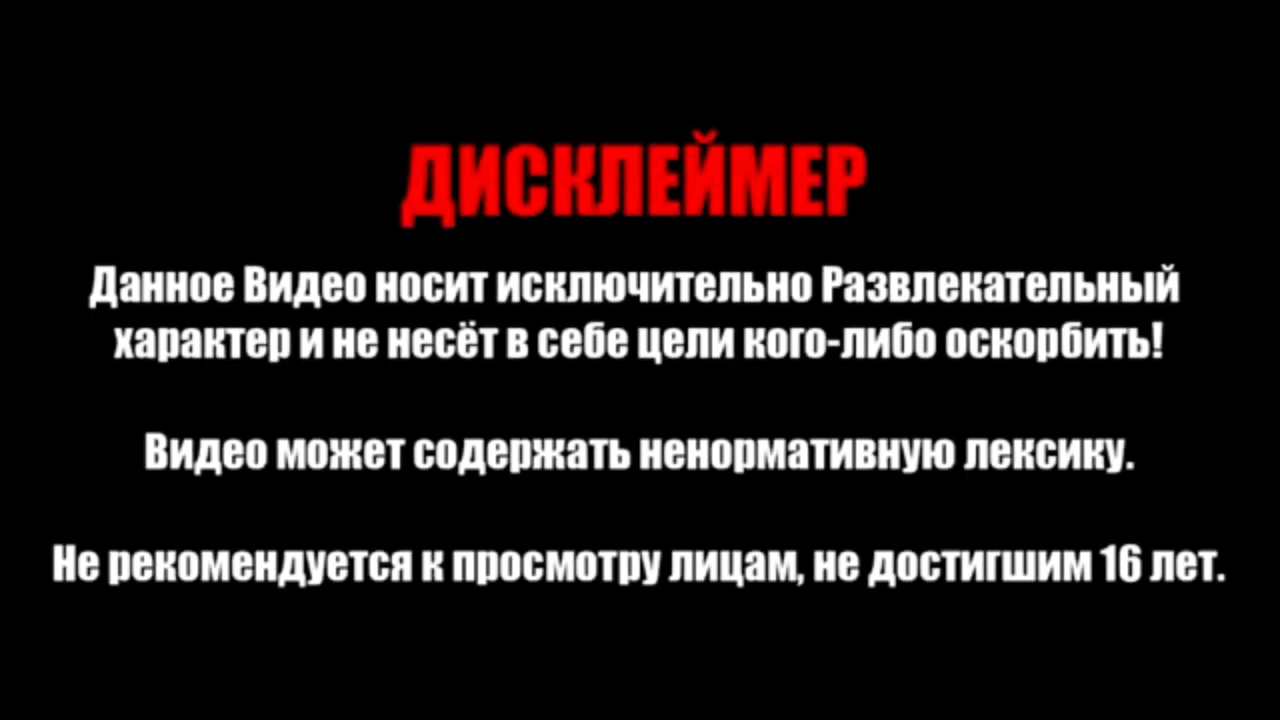 ДИСКЛЕЙМЕР
Данное Видео носит исключительно Развлекательный
характер и не несёт в себе цели кого-либо оскорбить!
Видео может содержать ненормативную лексику.
Не рекомендуется к просмотру лицам, не достигшим 16 лет.